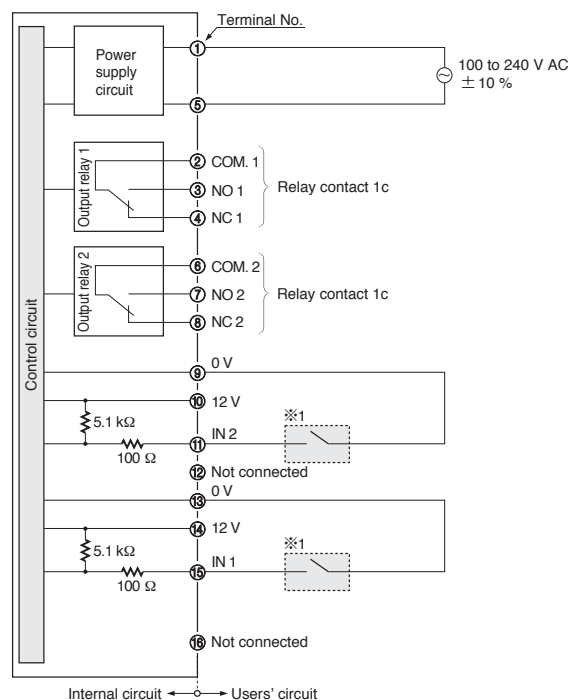 Terminal No.
Power
supply
circuit
1
5
100 to 240 V AC
± 10 %
Control circuit
Output relay 1
2 COM. 1
3 NO 1
4 NC 1
Relay contact 1c
Output relay 2
6 COM. 2
7 NO 2
8 NC 2
Relay contact 1c
9 0 V
10 12 V
5.1 kΩ
100 Ω
11 IN 2
※1
12 Not connected
13 0 V
14 12 V
5.1 kΩ
100 Ω
15 IN 1
※1
16 Not connected
Internal circuit
Users' circuit